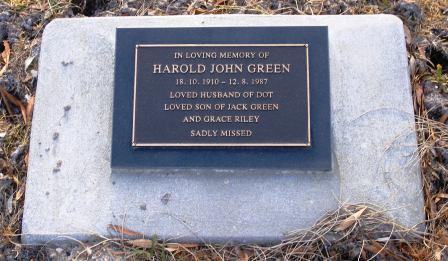 IN LOVING MEMORY OF
HAROLD JOHN GREEN
18. 10. 1910 – 12. 8. 1987
LOVED HUSBAND OF DOT
LOVED SON OF JACK GREEN
AND GRACE RILEY
SADLY MISSED